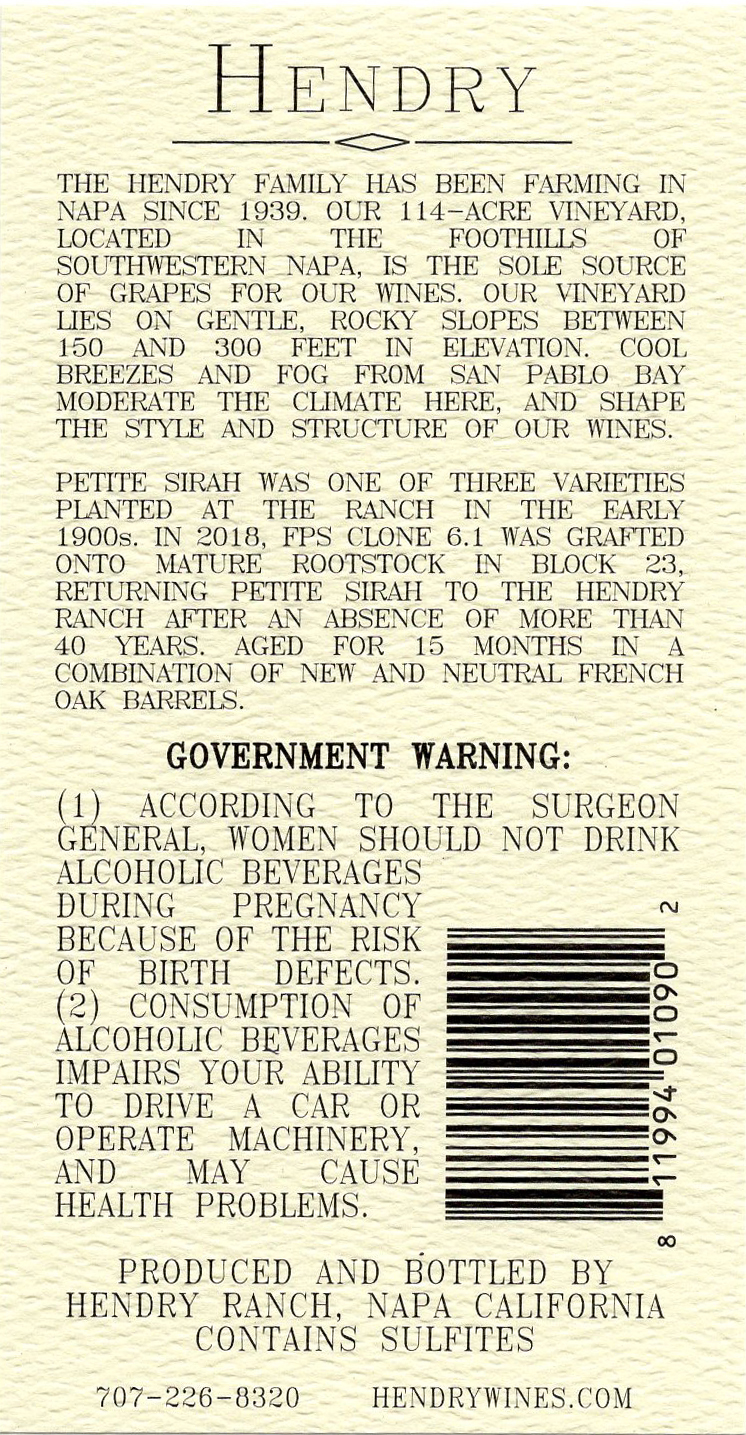 HENDRY
THE HENDRY FAMILY HAS BEEN FARMING IN
NAPA SINCE 1939. OUR 114-ACRE VINEYARD,
LOCATED IN THE FOOTHILLS OF
SOUTHWESTERN NAPA, IS THE SOLE SOURCE
OF GRAPES FOR OUR WINES. OUR VINEYARD
LIES ON GENTLE, ROCKY SLOPES BETWEEN
150 AND 300 FEET IN ELEVATION. COOL
BREEZES AND FOG FROM SAN PABLO BAY
MODERATE THE CLIMATE HERE, AND SHAPE
THE STYLE AND STRUCTURE OF OUR WINES.
PETITE SIRAH WAS ONE OF THREE VARIETIES
PLANTED AT THE RANCH IN THE EARLY
1900s. IN 2018, FPS CLONE 6.1 WAS GRAFTED
ONTO MATURE ROOTSTOCK IN BLOCK 23,
RETURNING PETITE SIRAH TO THE HENDRY
RANCH AFTER AN ABSENCE OF MORE THAN
40 YEARS. AGED FOR 15 MONTHS IN A
COMBINATION OF NEW AND NEUTRAL FRENCH
OAK BARRELS.
GOVERNMENT WARNING:
(1) ACCORDING TO THE SURGEON
GENERAL, WOMEN SHOULD NOT DRINK
ALCOHOLIC BEVERAGES
DURING PREGNANCY
BECAUSE OF THE RISK
OF BIRTH DEFECTS.
(2) CONSUMPTION OF
ALCOHOLIC BEVERAGES
IMPAIRS YOUR ABILITY
TO DRIVE A CAR OR
OPERATE MACHINERY,
AND MAY CAUSE
HEALTH PROBLEMS.
8 11994 01090 2
PRODUCED AND BOTTLED BY
HENDRY RANCH, NAPA CALIFORNIA
CONTAINS SULFITES
707-226-8320 HENDRYWINES.COM